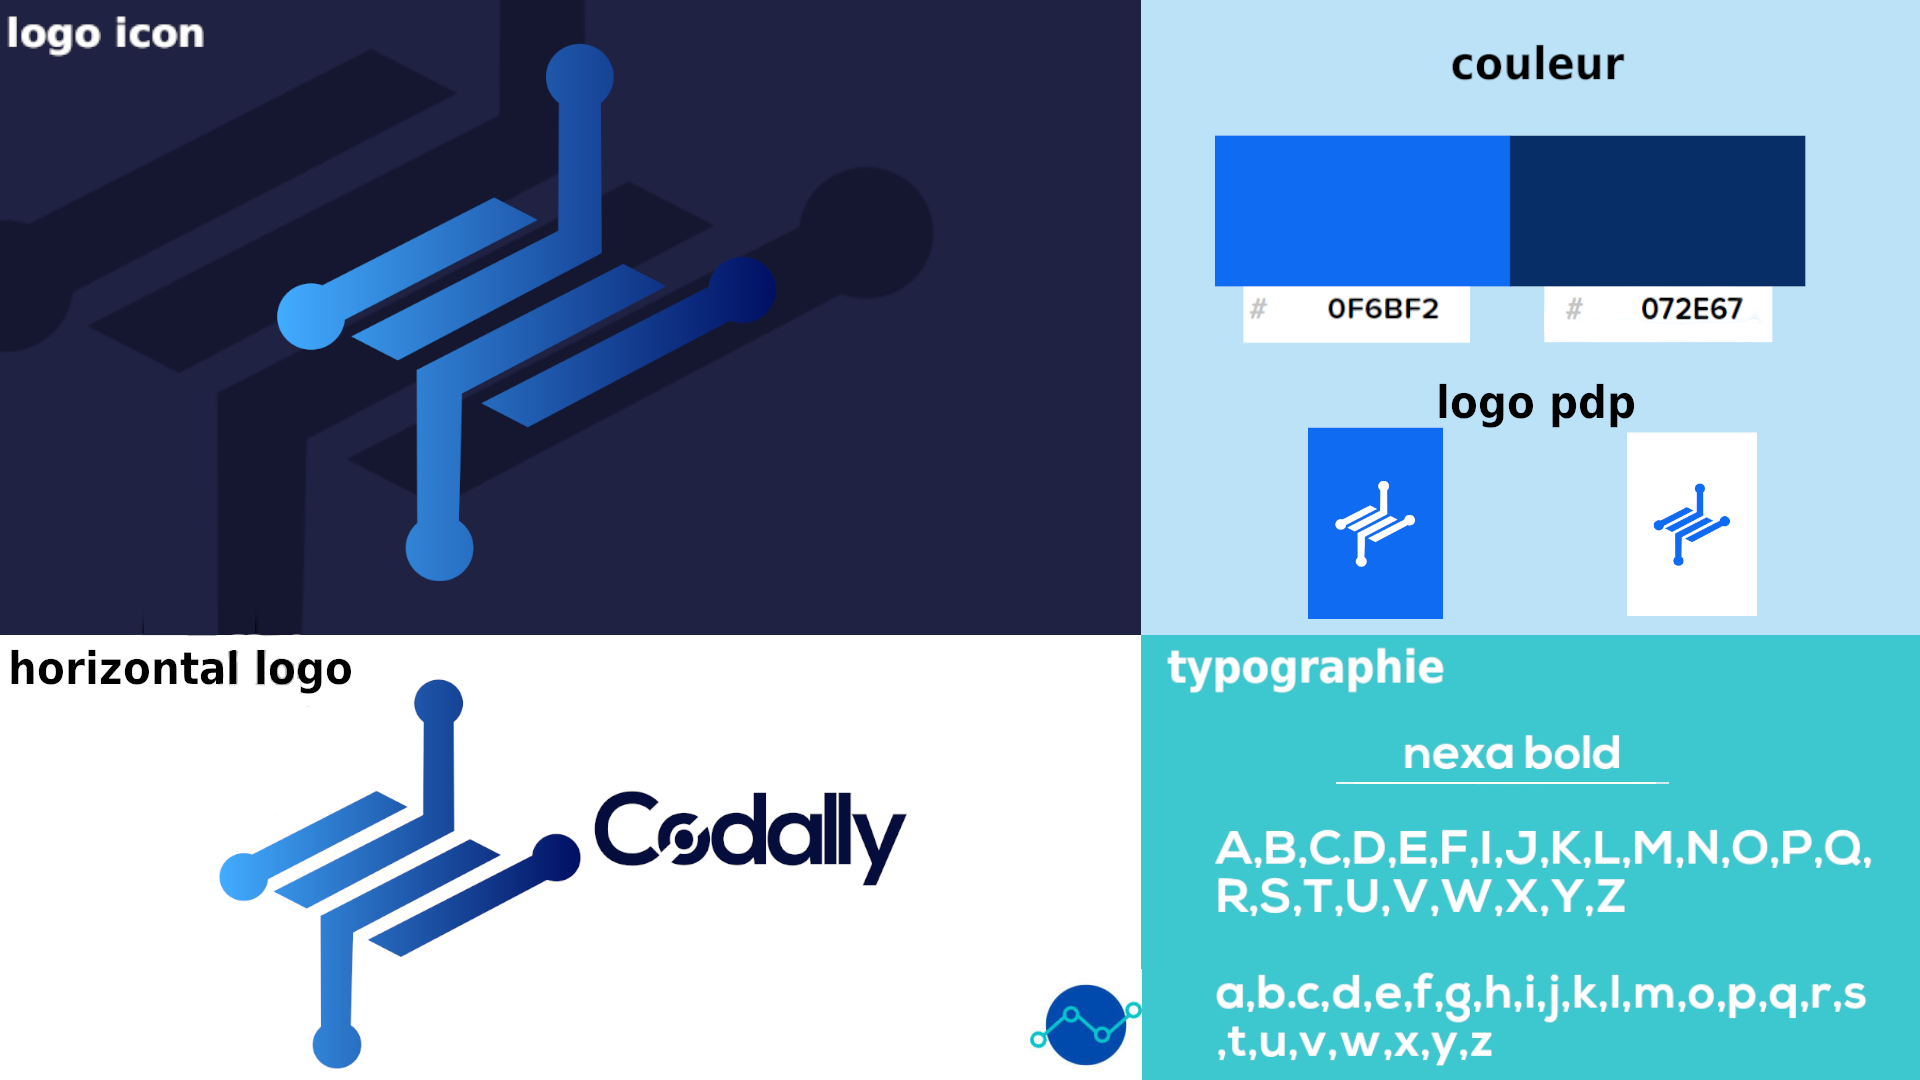 logo icon
couleur
# 0F6BF2
# 072E67
logo pdp
horizontal logo
Codally
typographie
nexa bold
A,B,C,D,E,F,I,J,K,L,M,N,O,P,Q,
R,S,T,U,V,W,X,Y,Z
a,b.c,d,e,f,g,h,i,j,k,l,m,o,p,q,r,s
,t,u,v,w,x,y,z